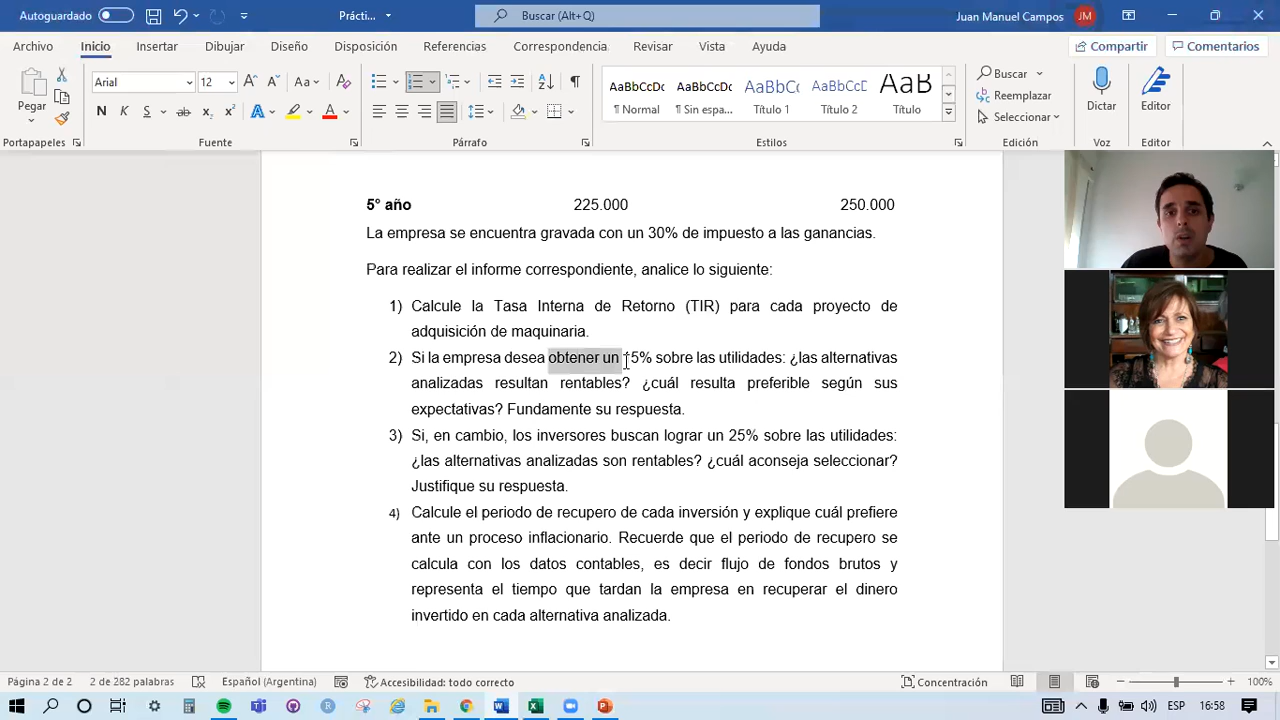 Autoguardado
Prácti...
Buscar (Alt+Q)
Juan Manuel Campos
JM
Archivo
Inicio
Insertar
Dibujar
Diseño
Disposición
Referencias
Correspondencia
Revisar
Vista
Ayuda
Compartir
Comentarios
Pegar
Arial
12
N K S ab x₂ x²
AaBbCcDc
AaBbCcDc
AaBbCc
AaBbCcD
AaB
¶ Normal
¶ Sin espa...
Título 1
Título 2
Título
Buscar
Reemplazar
Seleccionar
Dictar
Editor
Portapapeles
Fuente
Párrafo
Estilos
Edición
Voz
Editor
5° año 225.000 250.000
La empresa se encuentra gravada con un 30% de impuesto a las ganancias.
Para realizar el informe correspondiente, analice lo siguiente:
1) Calcule la Tasa Interna de Retorno (TIR) para cada proyecto de
adquisición de maquinaria.
2) Si la empresa desea obtener un 15% sobre las utilidades: ¿las alternativas
analizadas resultan rentables? ¿cuál resulta preferible según sus
expectativas? Fundamente su respuesta.
3) Si, en cambio, los inversores buscan lograr un 25% sobre las utilidades:
¿las alternativas analizadas son rentables? ¿cuál aconseja seleccionar?
Justifique su respuesta.
4) Calcule el periodo de recupero de cada inversión y explique cuál prefiere
ante un proceso inflacionario. Recuerde que el periodo de recupero se
calcula con los datos contables, es decir flujo de fondos brutos y
representa el tiempo que tardan la empresa en recuperar el dinero
invertido en cada alternativa analizada.
Página 2 de 2
2 de 282 palabras
Español (Argentina)
Accesibilidad: todo correcto
Concentración
100%
ESP
16:58